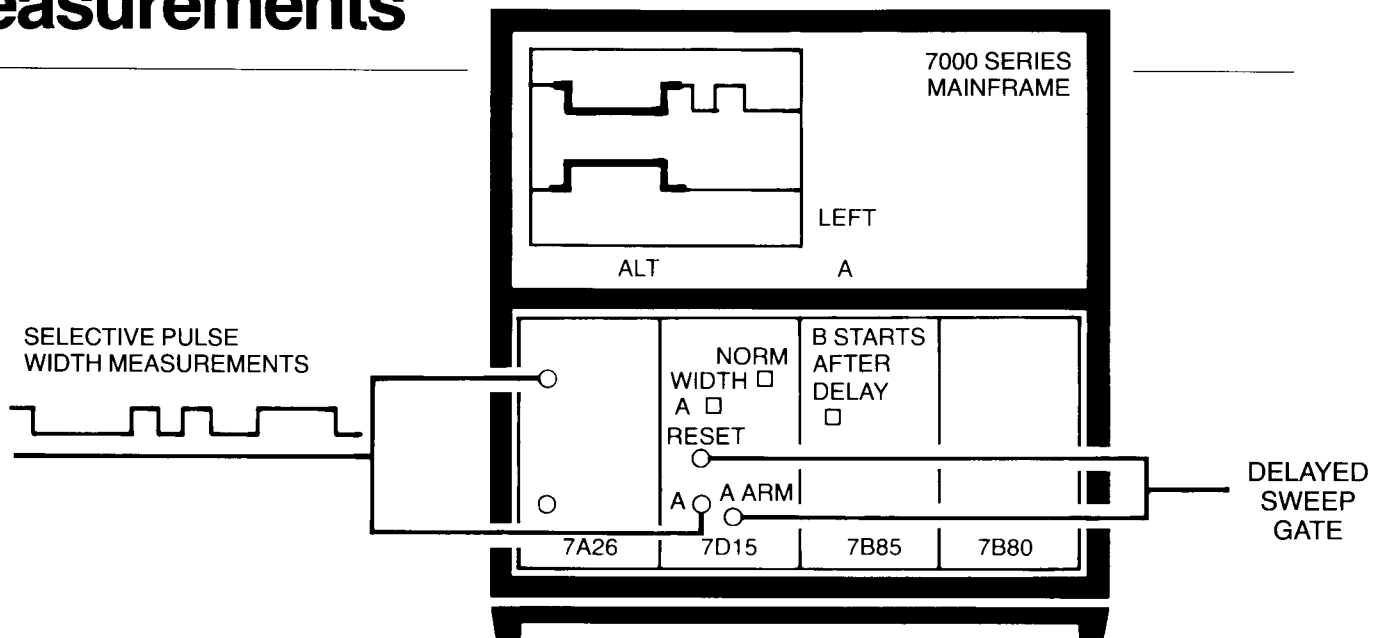 7000 SERIES
MAINFRAME
LEFT
ALT
A
SELECTIVE PULSE
WIDTH MEASUREMENTS
NORM
WIDTH
A
RESET
A
A ARM
B STARTS
AFTER
DELAY
7A26
7D15
7B85
7B80
DELAYED
SWEEP
GATE